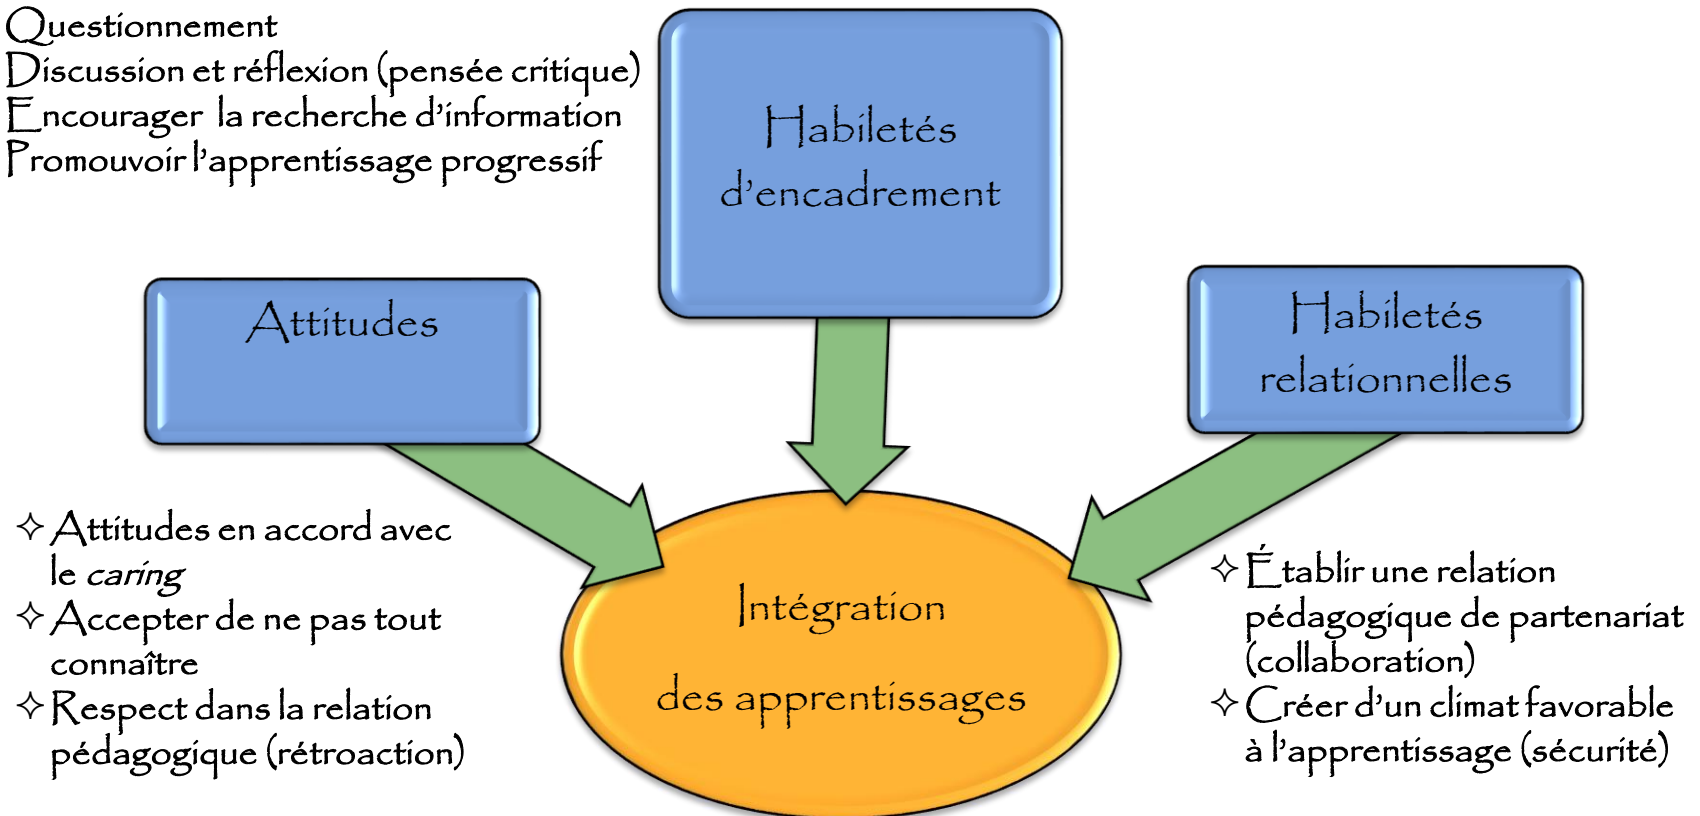 Questionnement
Discussion et réflexion (pensée critique)
Encourager la recherche d'information
Promouvoir l'apprentissage progressif
Habiletés
d'encadrement
Attitudes
Habiletés
relationnelles
✧ Attitudes en accord avec
le caring
✧ Accepter de ne pas tout
connaître
✧ Respect dans la relation
pédagogique (rétroaction)
Intégration
des apprentissages
✧ Établir une relation
pédagogique de partenariat
(collaboration)
✧ Créer d'un climat favorable
à l'apprentissage (sécurité)